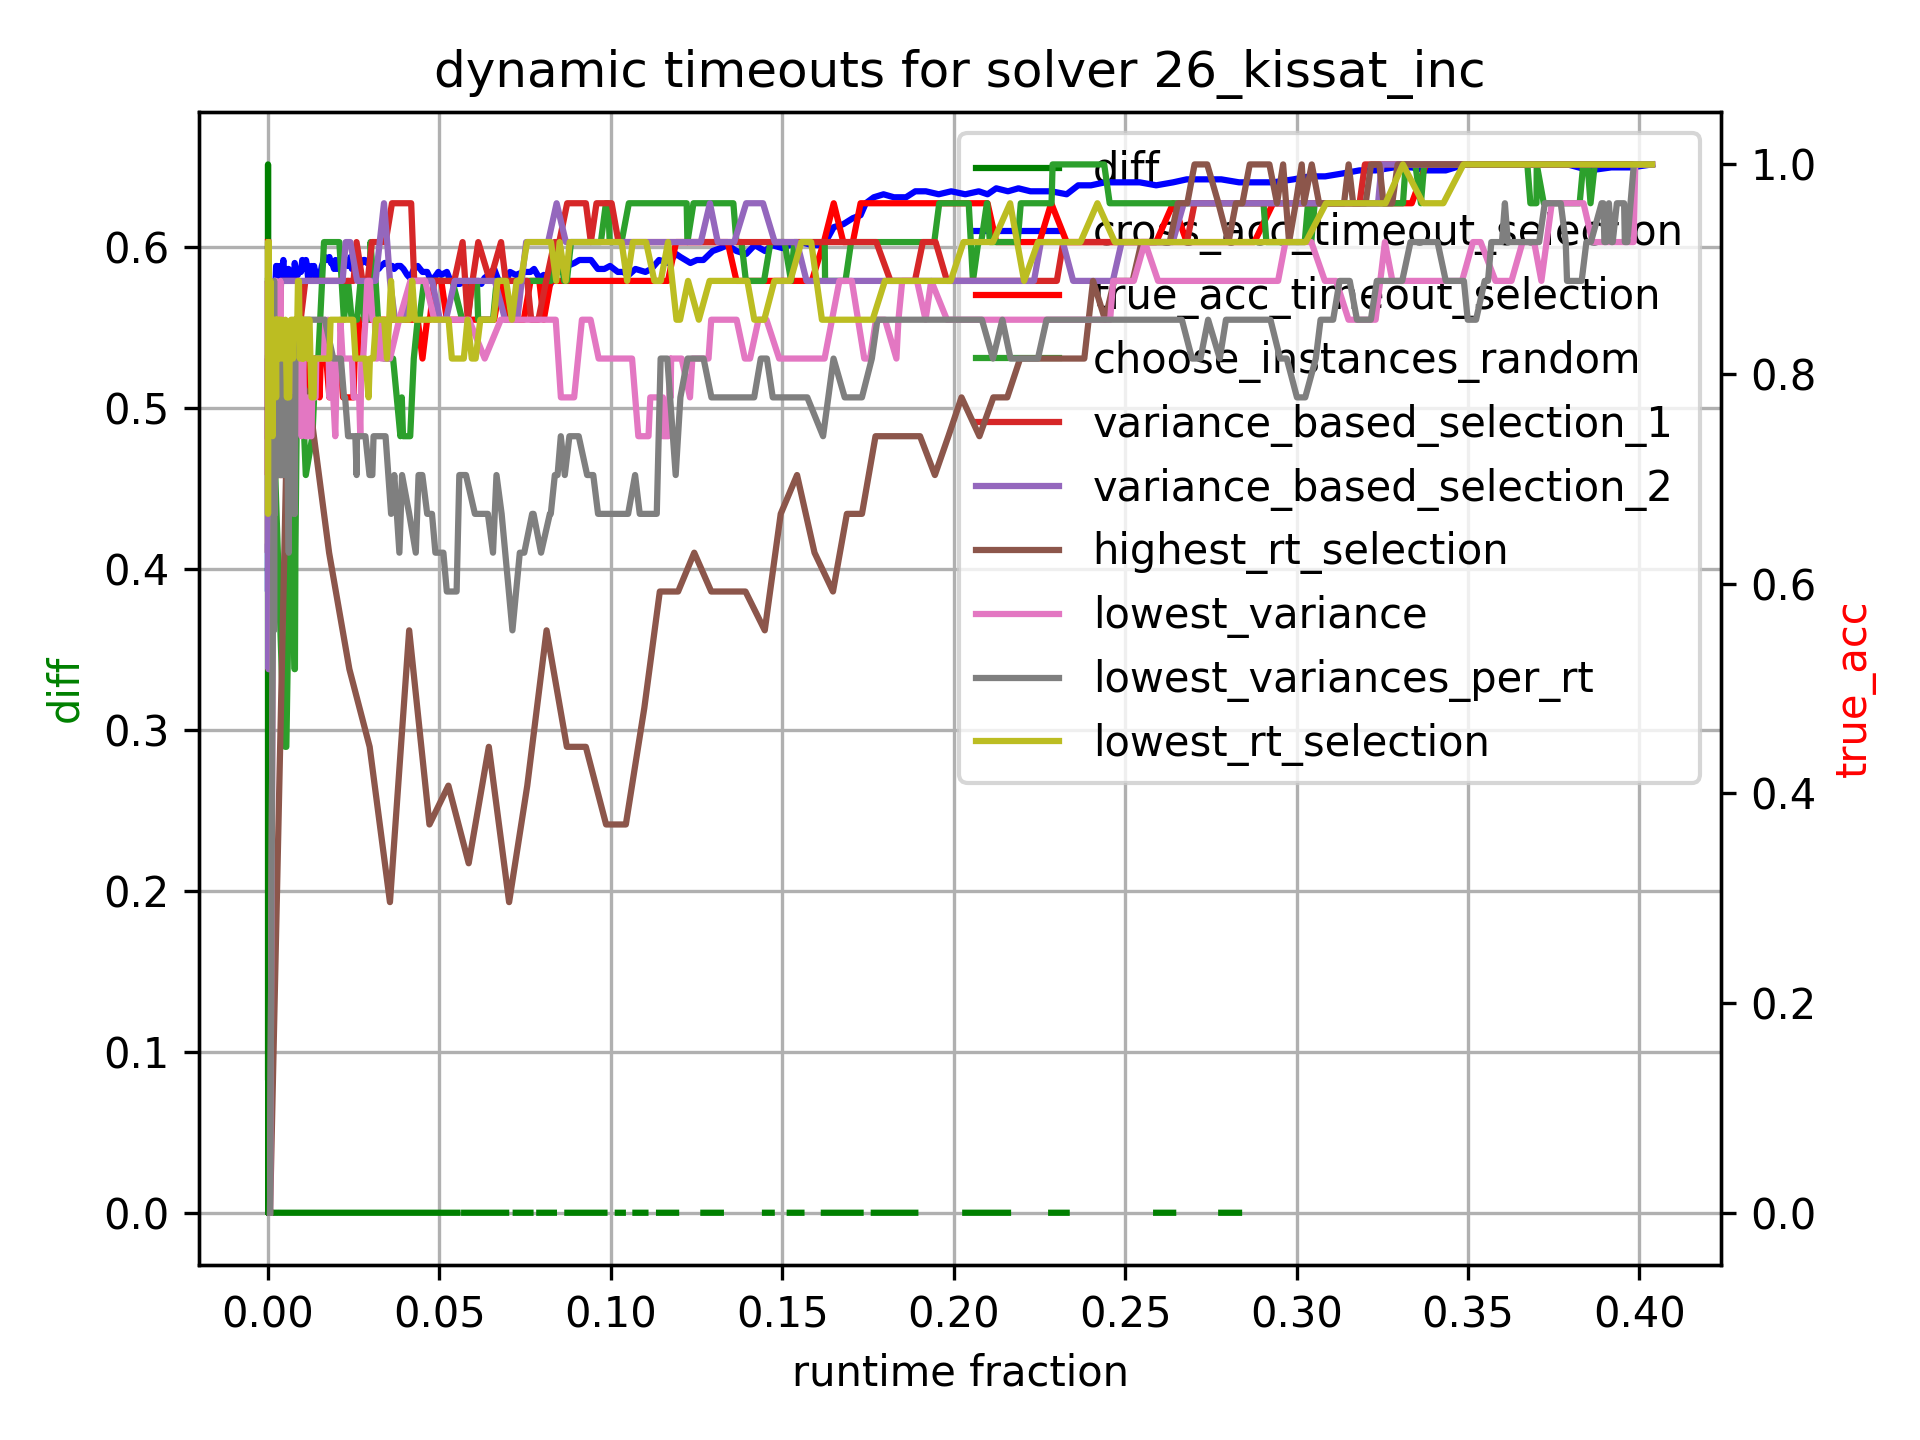 dynamic timeouts for solver 26_kissat_inc
diff
cross_acc_timeout_selection
true_acc_timeout_selection
choose_instances_random
variance_based_selection_1
variance_based_selection_2
highest_rt_selection
lowest_variance
lowest_variances_per_rt
lowest_rt_selection
0.6
0.5
0.4
0.3
0.2
0.1
0.0
diff
1.0
0.8
0.6
0.4
0.2
0.0
true_acc
0.00 0.05 0.10 0.15 0.20 0.25 0.30 0.35 0.40
runtime fraction